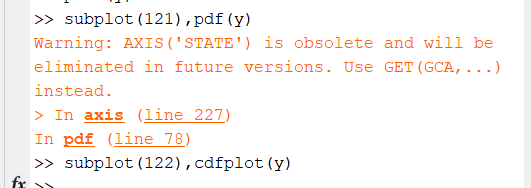 >> subplot(121),pdf(y)
Warning: AXIS('STATE') is obsolete and will be
eliminated in future versions. Use GET(GCA,...)
instead.
> In axis (line 227)
In pdf (line 78)
>> subplot(122),cdfplot(y)
fx >>